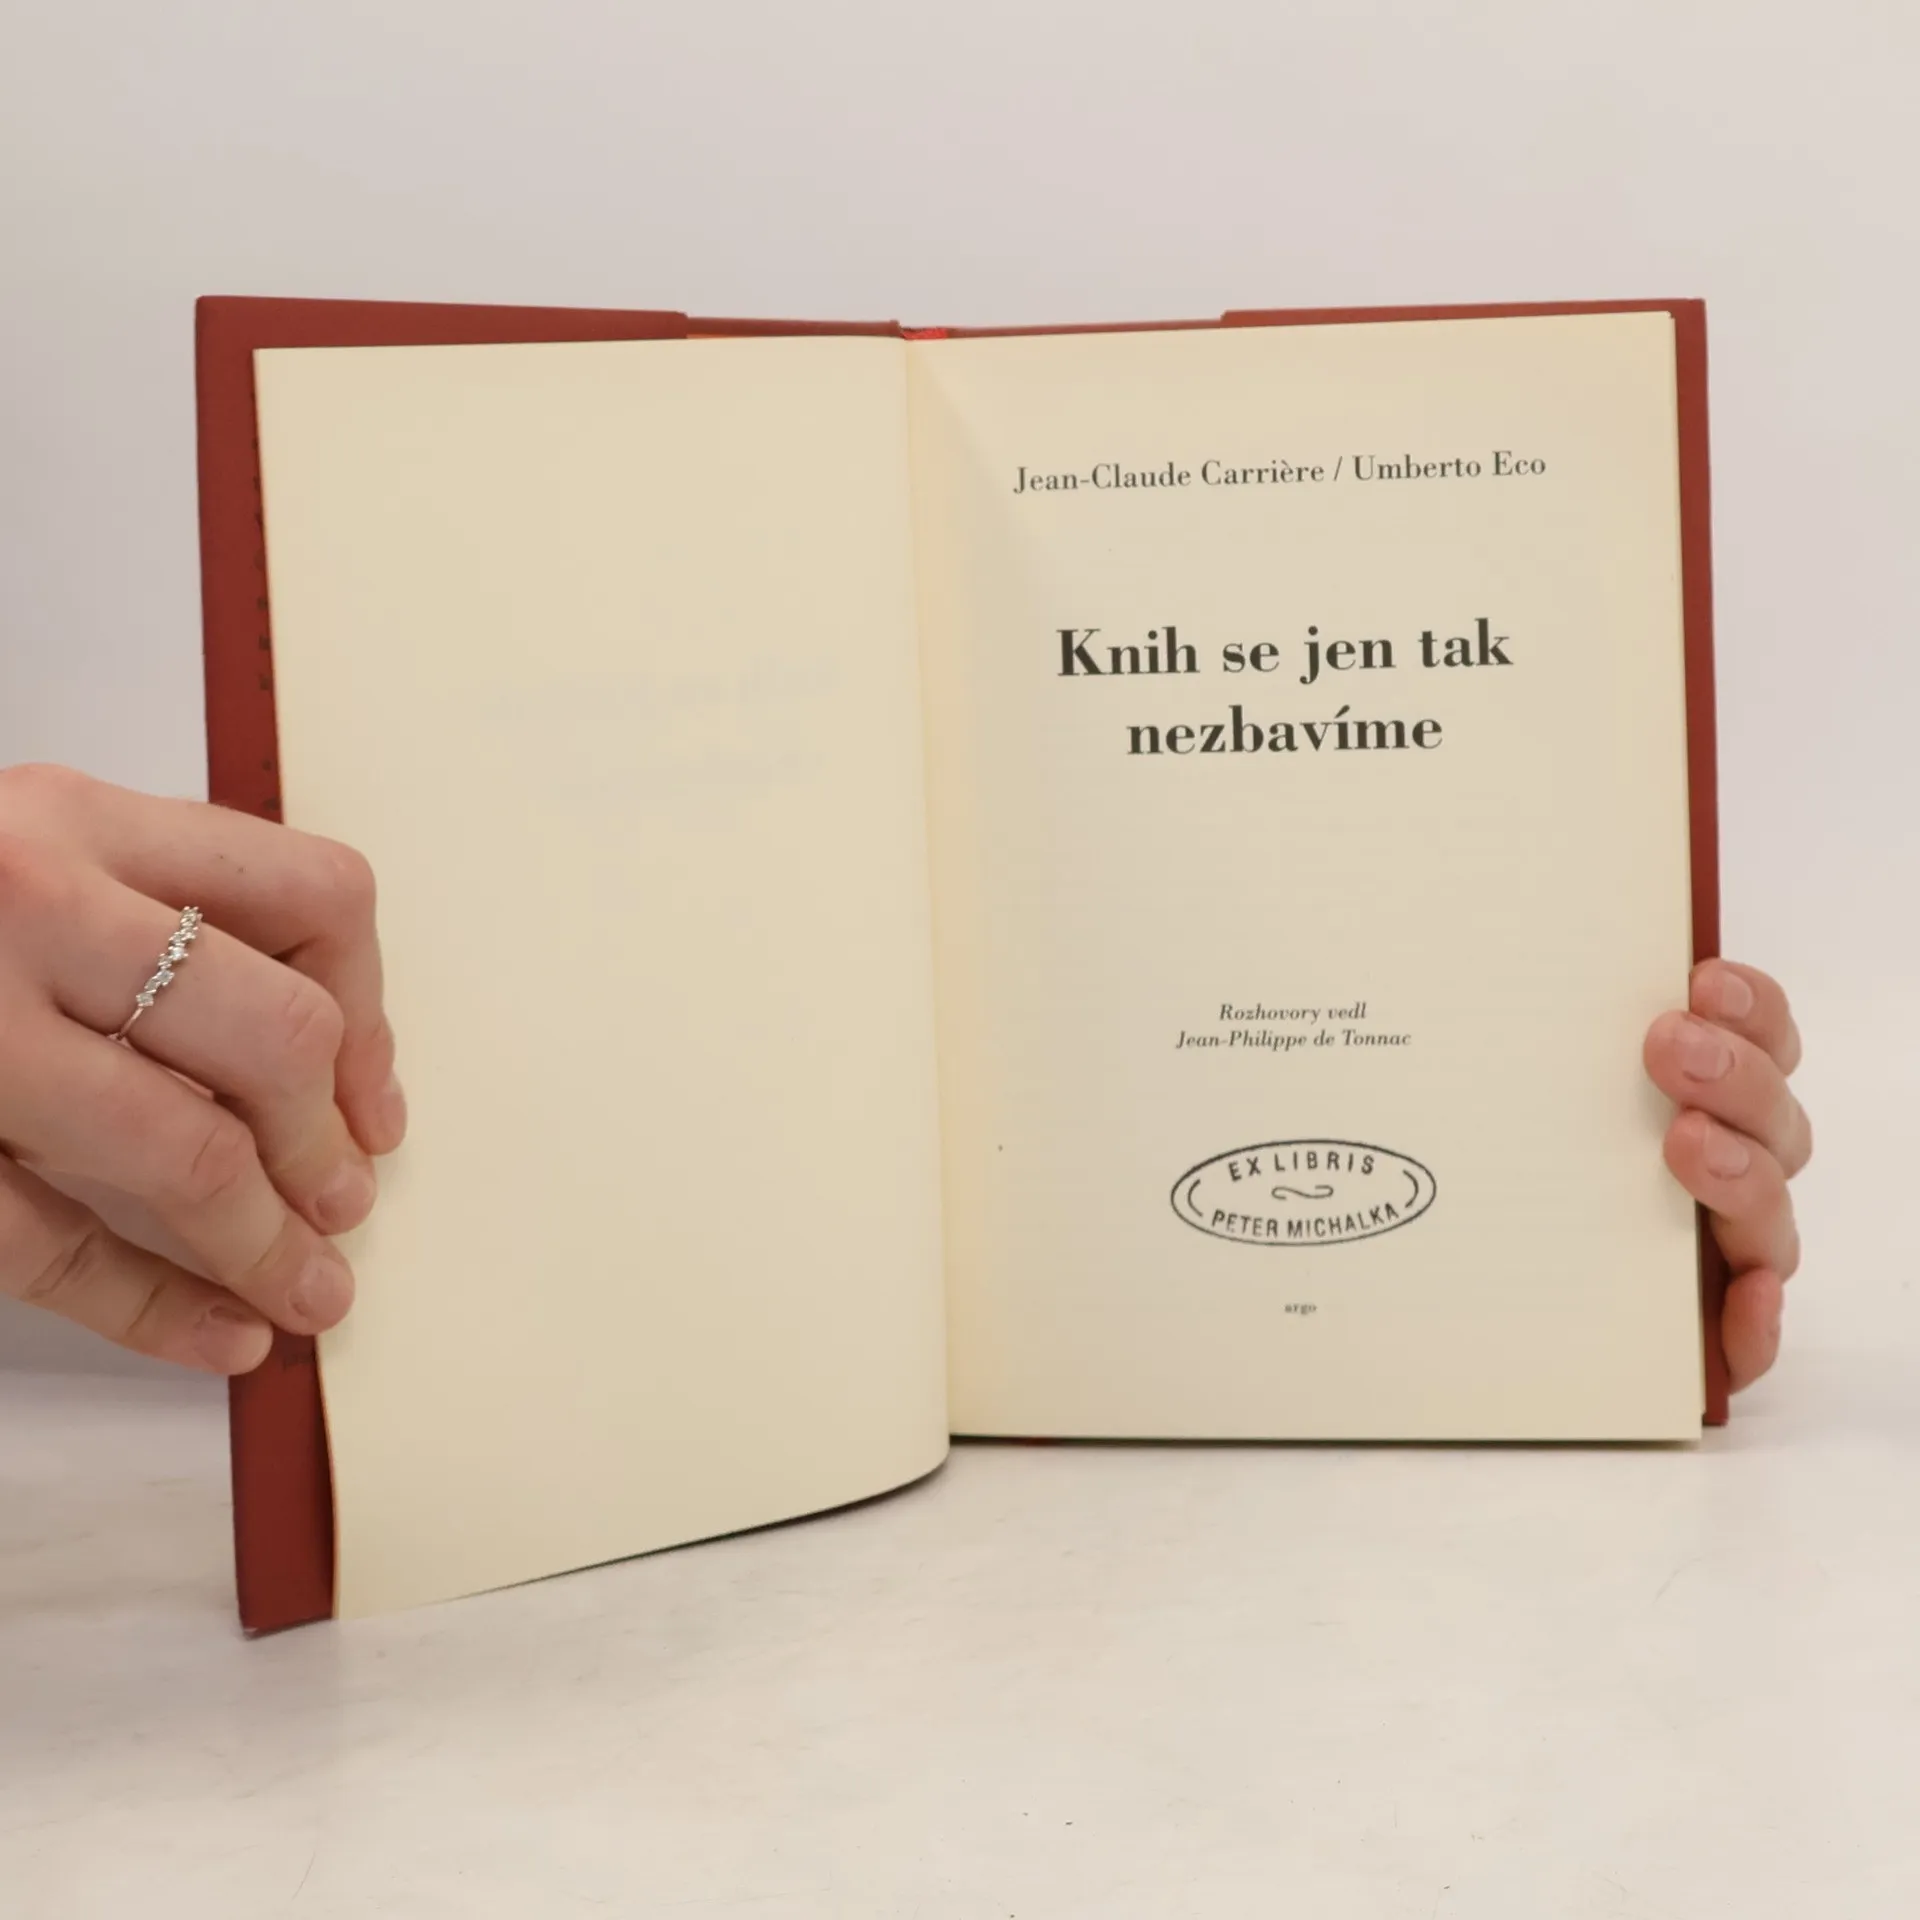 Jean-Claude Carrière / Umberto Eco
Knih se jen tak
nezbavíme
Rozhovory vedl
Jean-Philippe de Tonnac
EX LIBRIS
PETER MICHALKA
argo